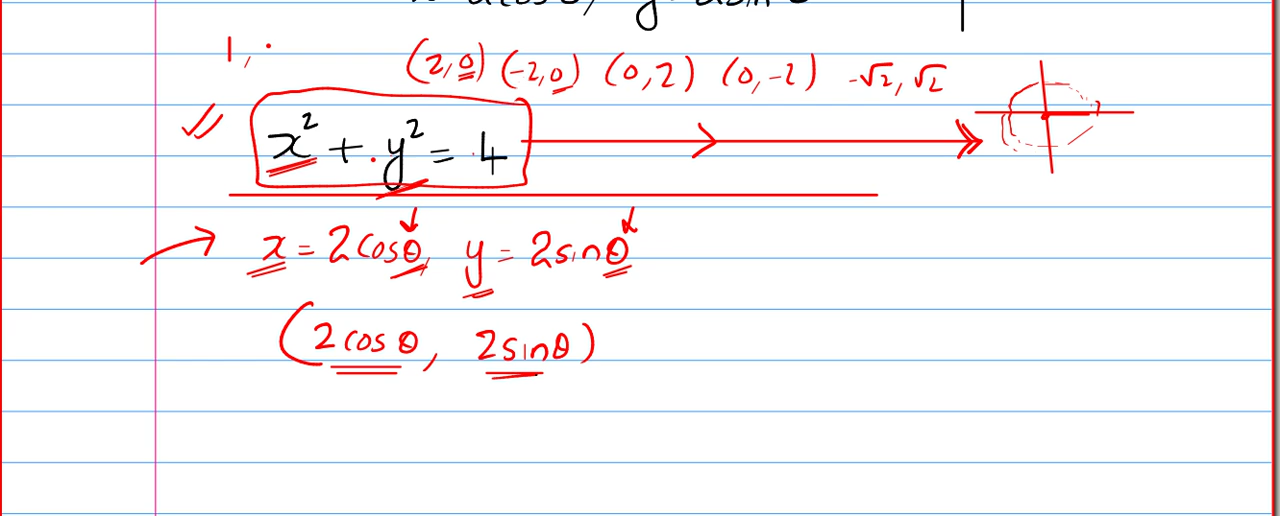 1,
(2,0) (-2,0) (0,2) (0,-2) -√2, √2
x² + y² = 4
x = 2cosθ, y = 2sinθ
(2cosθ, 2sinθ)